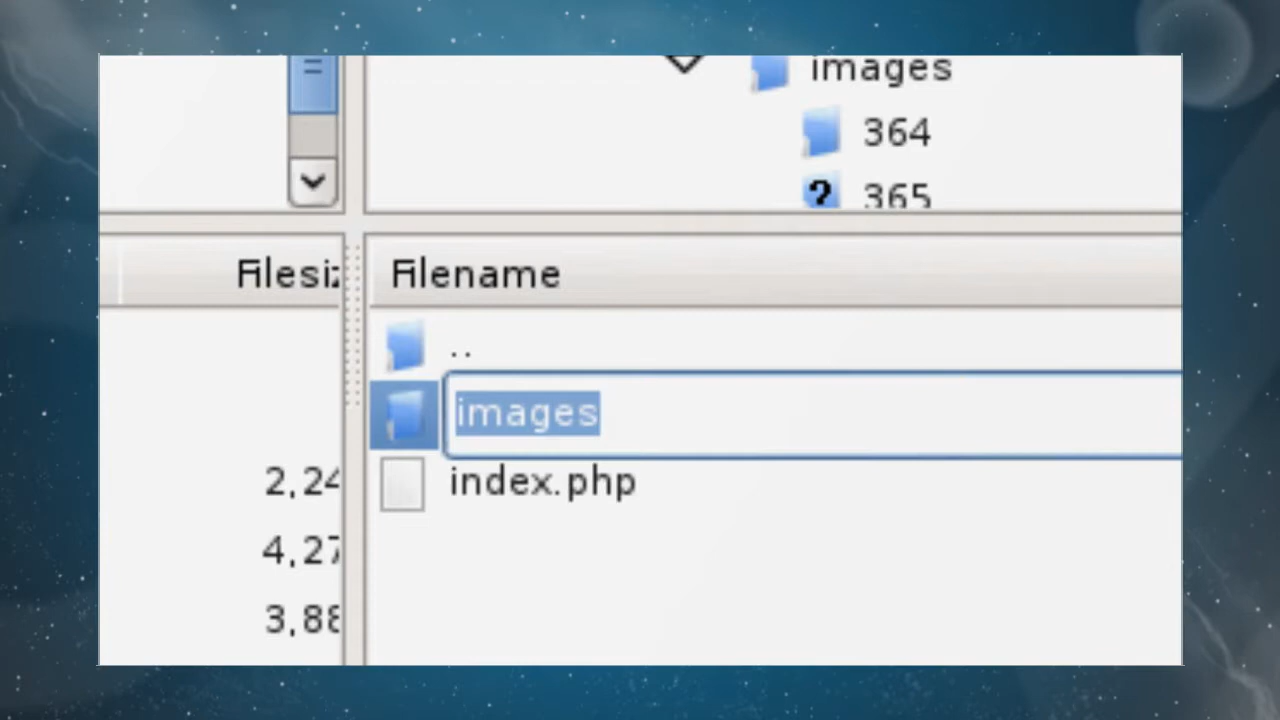 images
364
365
Filesiz
Filename
..
images
index.php
2,24
4,27
3,88